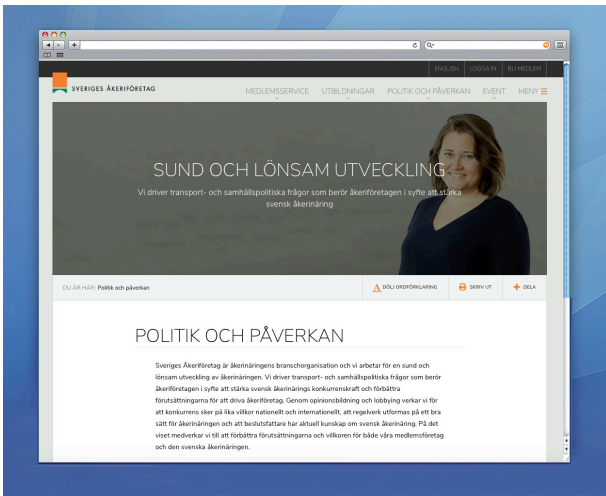 ENGLISH LOGGA IN BLI MEDLEM
SVERIGES ÅKERIFÖRETAG
MEDLEMSSERVICE UTBILDNINGAR POLITIK OCH PÅVERKAN EVENT MENY
SUND OCH LÖNSAM UTVECKLING
Vi driver transport- och samhällspolitiska frågor som berör åkeriföretagen i syfte att stärka
svensk åkerinäring
DU ÄR HÄR: Politik och påverkan
A DÖLJ ORDFÖRKLARING SKRIV UT DELA
POLITIK OCH PÅVERKAN
Sveriges Åkeriföretag är åkerinäringens branschorganisation och vi arbetar för en sund och
lönsam utveckling av åkerinäringen. Vi driver transport- och samhällspolitiska frågor som berör
åkeriföretagen i syfte att stärka svensk åkerinärings konkurrenskraft och förbättra
förutsättningarna för att driva åkeriföretag. Genom opinionsbildning och lobbying verkar vi för
att konkurrens sker på lika villkor nationellt och internationellt, att regelverk utformas på ett bra
sätt för åkerinäringen och att beslutsfattare har aktuell kunskap om svensk åkerinäring. På det
viset medverkar vi till att förbättra förutsättningarna och villkoren för både våra medlemsföretag
och den svenska åkerinäringen.